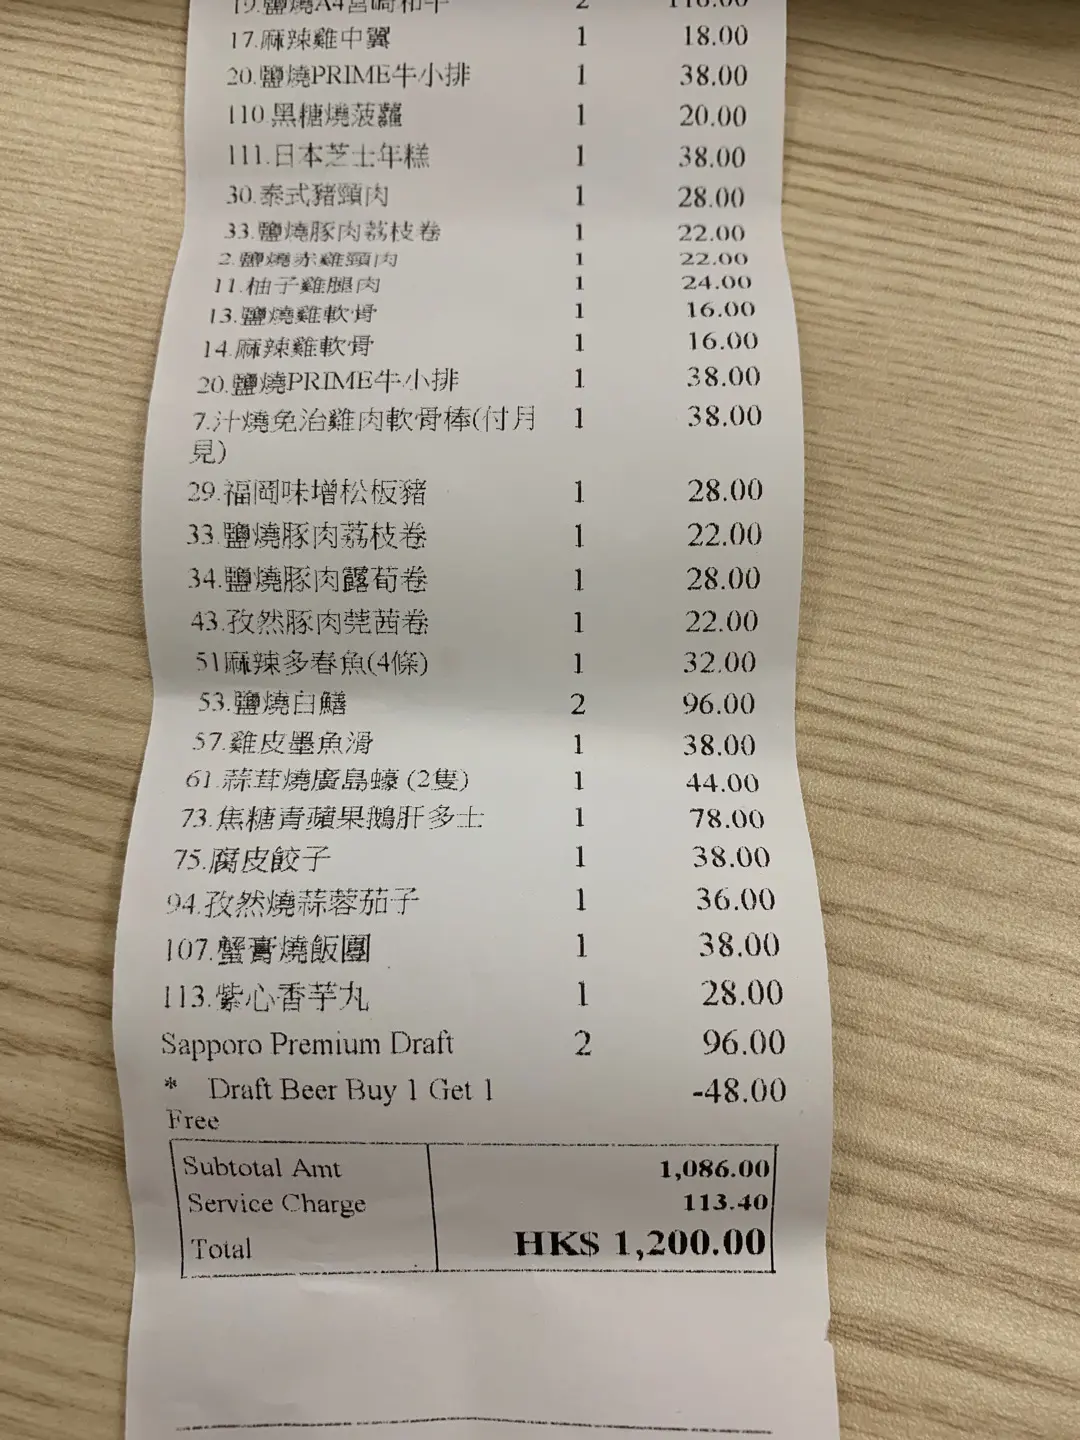 19.鹽燒A4宮崎和牛 2 116.00
17.麻辣雞中翼 1 18.00
20.鹽燒PRIME牛小排 1 38.00
110.黑糖燒菠蘿 1 20.00
111.日本芝士年糕 1 38.00
30.泰式豬頸肉 1 28.00
33.鹽燒豚肉荔枝卷 1 22.00
2.鹽燒赤雞頸肉 1 22.00
11.柚子雞腿肉 1 24.00
13.鹽燒雞軟骨 1 16.00
14.麻辣雞軟骨 1 16.00
20.鹽燒PRIME牛小排 1 38.00
7.汁燒免治雞肉軟骨棒(付月 1 38.00
見)
29.福岡味增松板豬 1 28.00
33.鹽燒豚肉荔枝卷 1 22.00
34.鹽燒豚肉露荀卷 1 28.00
43.孜然豚肉莞茜卷 1 22.00
51麻辣多春魚(4條) 1 32.00
53.鹽燒白鱔 2 96.00
57.雞皮墨魚滑 1 38.00
61.蒜茸燒廣島蠔 (2隻) 1 44.00
73.焦糖青蘋果鵝肝多士 1 78.00
75.腐皮餃子 1 38.00
94.孜然燒蒜蓉茄子 1 36.00
107.蟹膏燒飯團 1 38.00
113.紫心香芋丸 1 28.00
Sapporo Premium Draft 2 96.00
* Draft Beer Buy 1 Get 1 -48.00
Free
Subtotal Amt 1,086.00
Service Charge 113.40
Total HK$ 1,200.00